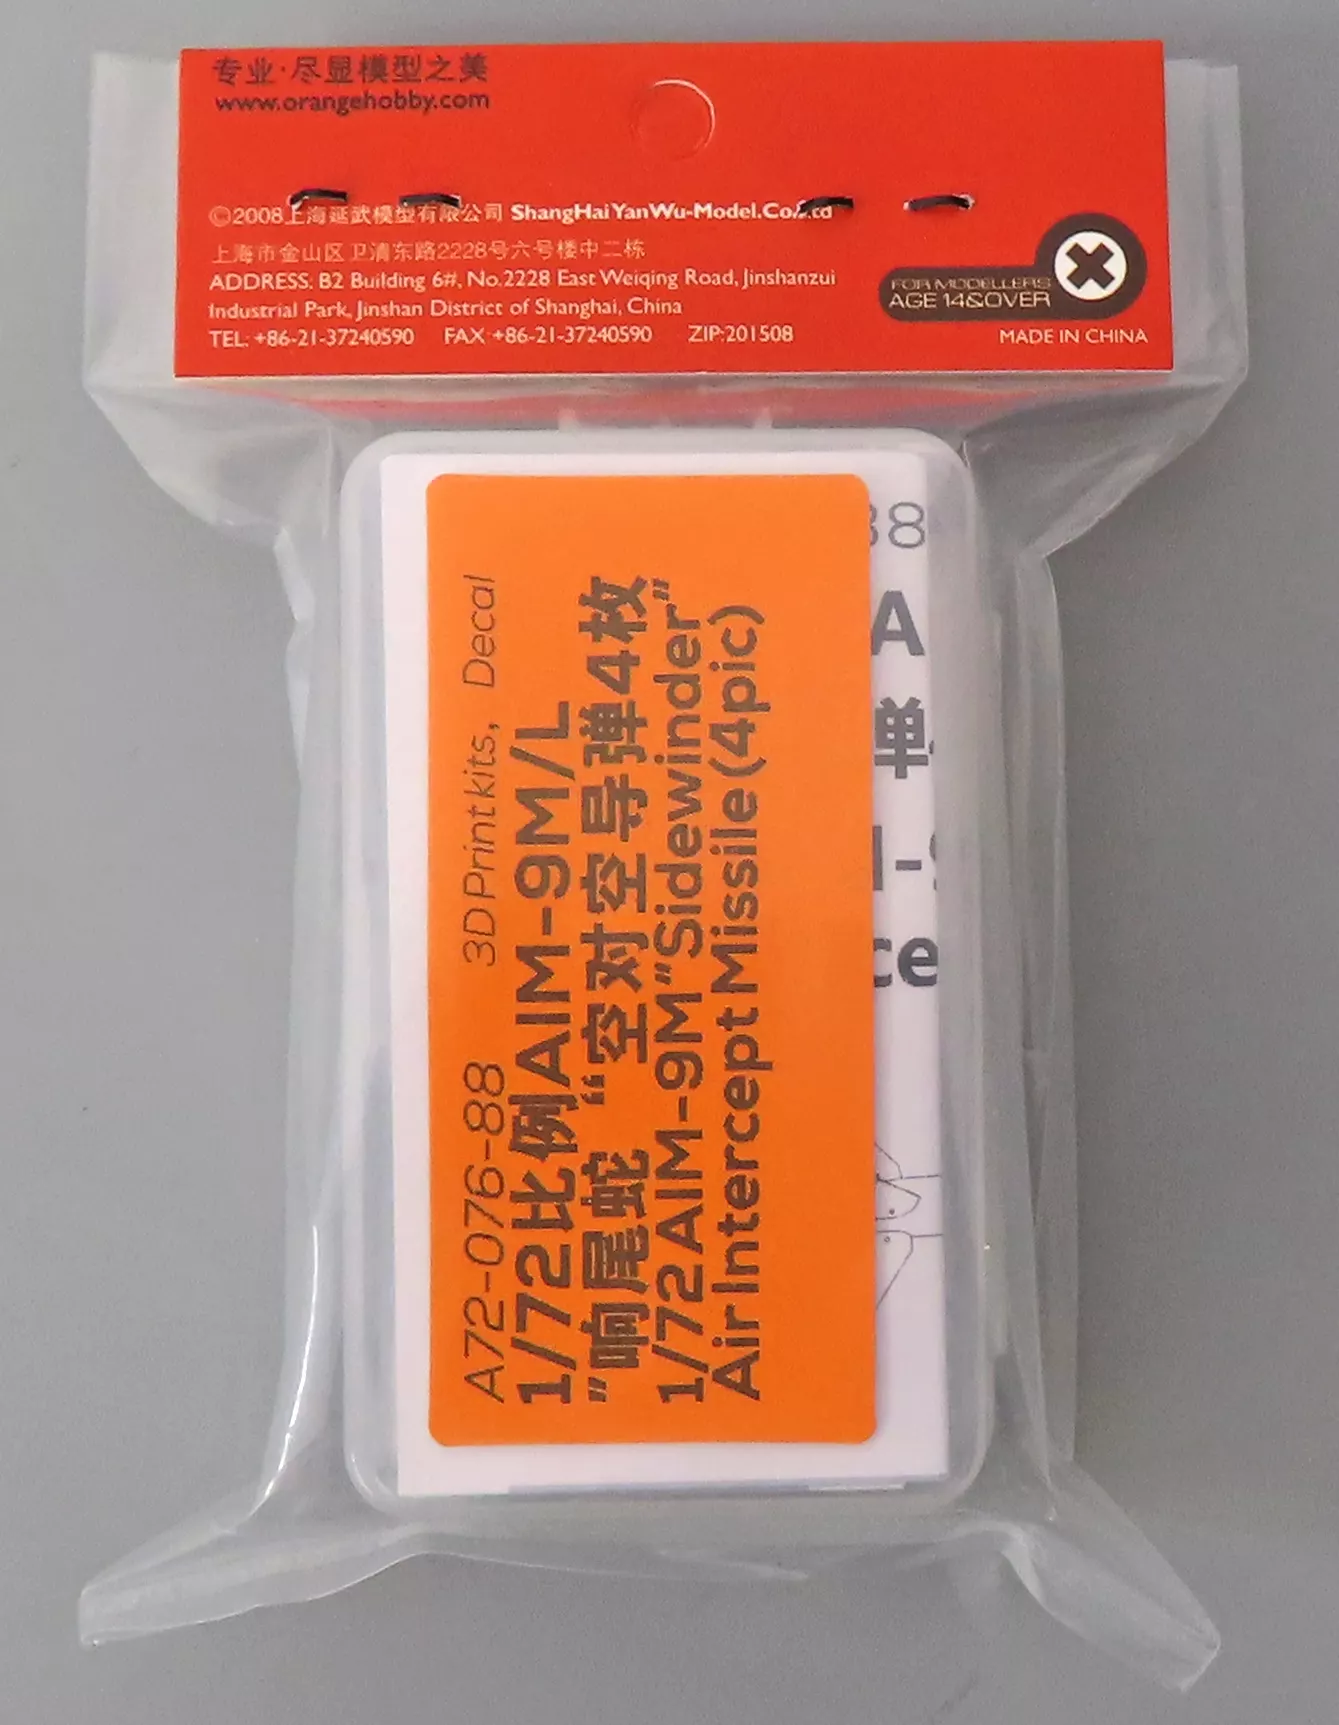 专业·尽显模型之美
www.orangehobby.com
©2008上海延武模型有限公司 ShangHaiYanWu-Model.Co.Ltd
上海市金山区卫清东路2228号六号楼中二栋
ADDRESS: B2 Building 6#, No.2228 East Weiqing Road, Jinshanzui
Industrial Park, Jinshan District of Shanghai, China
TEL: +86-21-37240590 FAX +86-21-37240590 ZIP:201508
FOR MODELLERS
AGE 14&OVER
MADE IN CHINA
A72-076-88 3D Print kits, Decal
1/72比例AIM-9M/L
"响尾蛇“空对空导弹4枚
1/72AIM-9M"Sidewinder"
Air Intercept Missile(4pic)
88
A
单
-9
ce